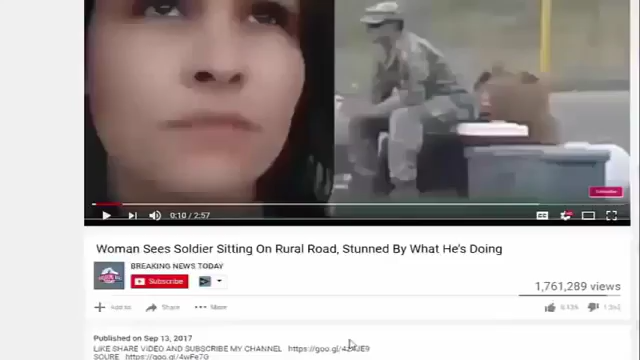 0:10 / 2:57
Woman Sees Soldier Sitting On Rural Road, Stunned By What He's Doing
BREAKING NEWS TODAY
Subscribe
1,761,289 views
Add to
Share
More
Published on Sep 13, 2017
LIKE SHARE VIDEO AND SUBSCRIBE MY CHANNEL
SOURE